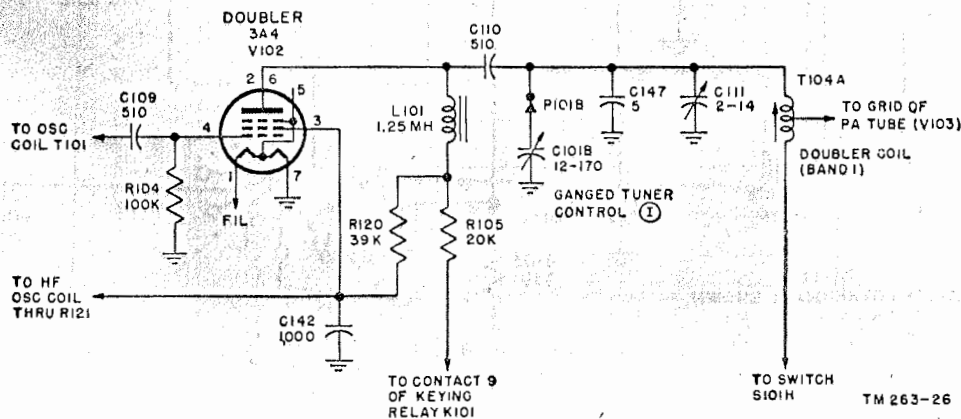 DOUBLER
3A4
V102
2 6
5
4
3
1
7
C109
510
TO OSC
COIL T101
R104
100K
FIL
C110
510
L101
1.25 MH
P101B
C101B
12-170
C147
5
C111
2-14
T104A
TO GRID OF
PA TUBE (V103)
DOUBLER COIL
(BAND 1)
GANGED TUNER
CONTROL Ⓘ
R120
39K
R105
20K
TO HF
OSC COIL
THRU R121
C142
1,000
TO CONTACT 9
OF KEYING
RELAY K101
TO SWITCH
S101H
TM 263-26